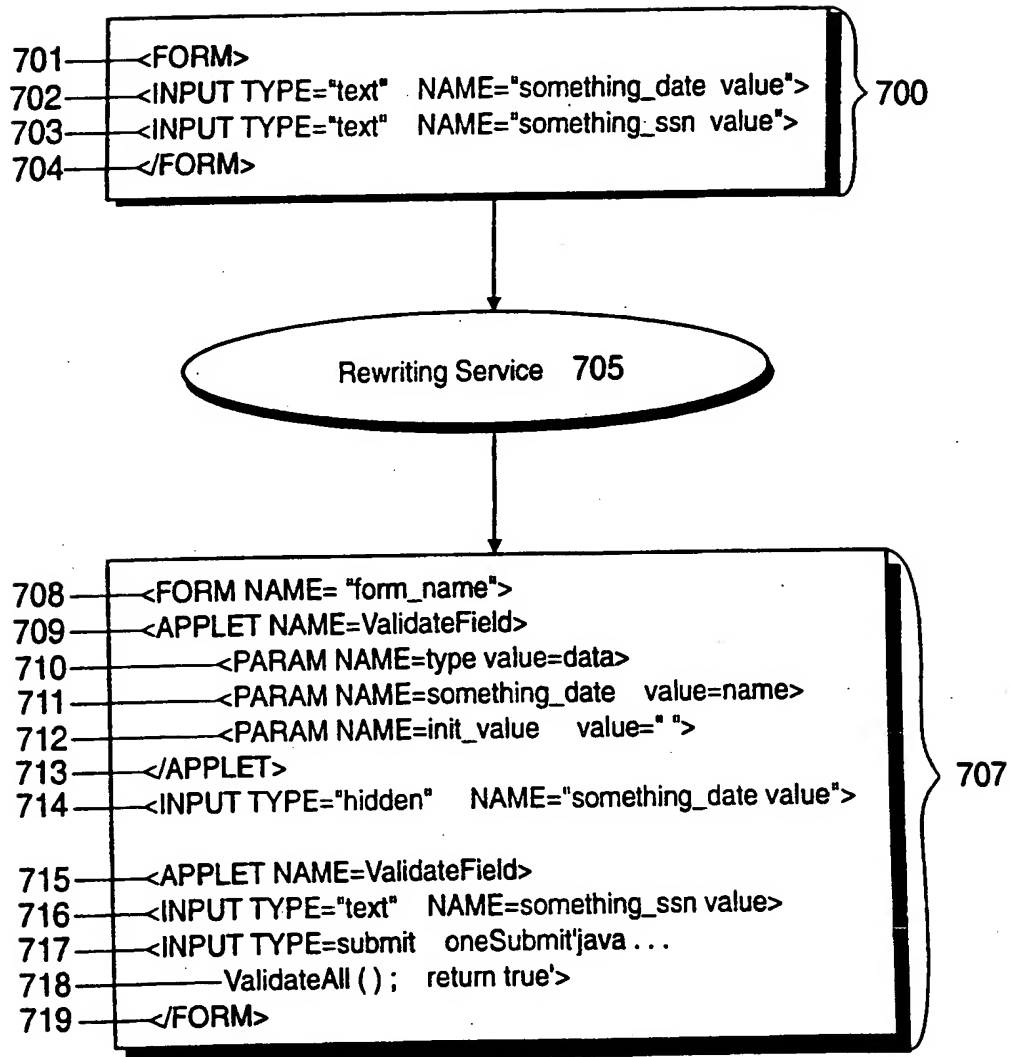 701 <FORM>
702 <INPUT TYPE="text" NAME="something_date value">
703 <INPUT TYPE="text" NAME="something_ssn value">
704 </FORM>
700
Rewriting Service 705
708 <FORM NAME= "form_name">
709 <APPLET NAME=ValidateField>
710 <PARAM NAME=type value=data>
711 <PARAM NAME=something_date value=name>
712 <PARAM NAME=init_value value=" ">
713 </APPLET>
714 <INPUT TYPE="hidden" NAME="something_date value">
707
715 <APPLET NAME=ValidateField>
716 <INPUT TYPE="text" NAME=something_ssn value>
717 <INPUT TYPE=submit oneSubmit'java . . .
718 ValidateAll ( ) ; return true'>
719 </FORM>